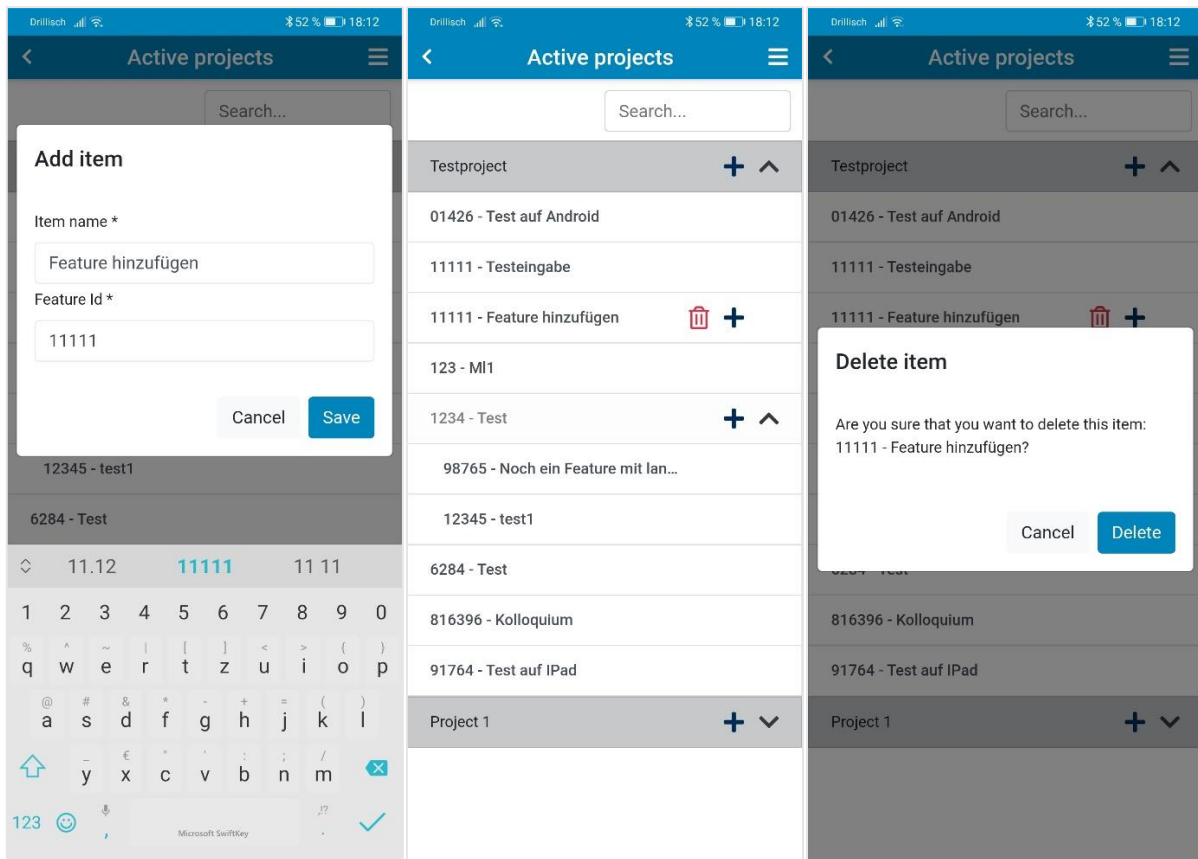 Drillisch 52 % 18:12
Active projects
Search...
Add item
Item name *
Feature hinzufügen
Feature Id *
11111
Cancel Save
12345 - test1
6284 - Test
11.12 11111 11 11
1 2 3 4 5 6 7 8 9 0
% ^ ~ | [ ] < > { }
q w e r t z u i o p
@ # & * - + = ( )
a s d f g h j k l
_ € " ' : ; /
y x c v b n m
123 , Microsoft SwiftKey ,!? .
Drillisch 52 % 18:12
Active projects
Search...
Testproject
01426 - Test auf Android
11111 - Testeingabe
11111 - Feature hinzufügen
123 - Ml1
1234 - Test
98765 - Noch ein Feature mit lan...
12345 - test1
6284 - Test
816396 - Kolloquium
91764 - Test auf IPad
Project 1
Drillisch 52 % 18:12
Active projects
Search...
Testproject
01426 - Test auf Android
11111 - Testeingabe
11111 - Feature hinzufügen
Delete item
Are you sure that you want to delete this item:
11111 - Feature hinzufügen?
Cancel Delete
6284 - Test
816396 - Kolloquium
91764 - Test auf IPad
Project 1